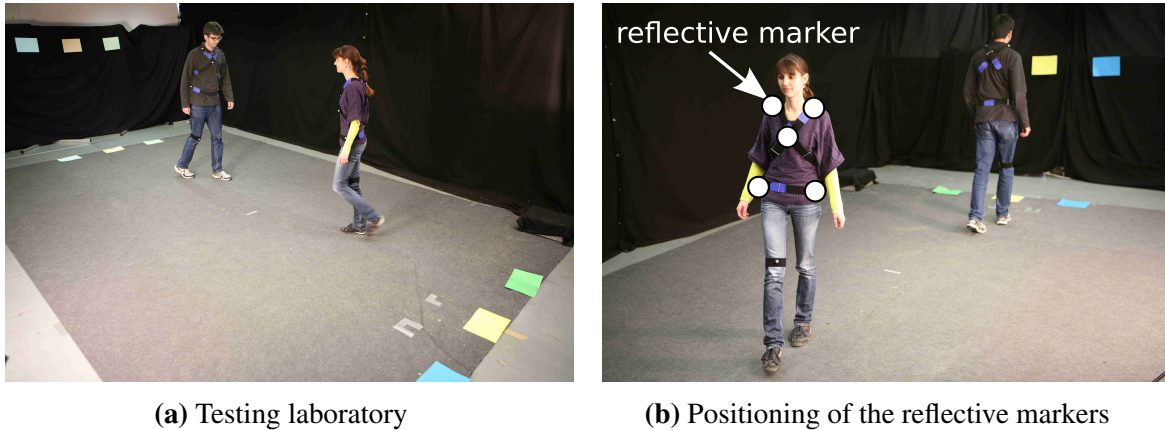 reflective marker
(a) Testing laboratory
(b) Positioning of the reflective markers